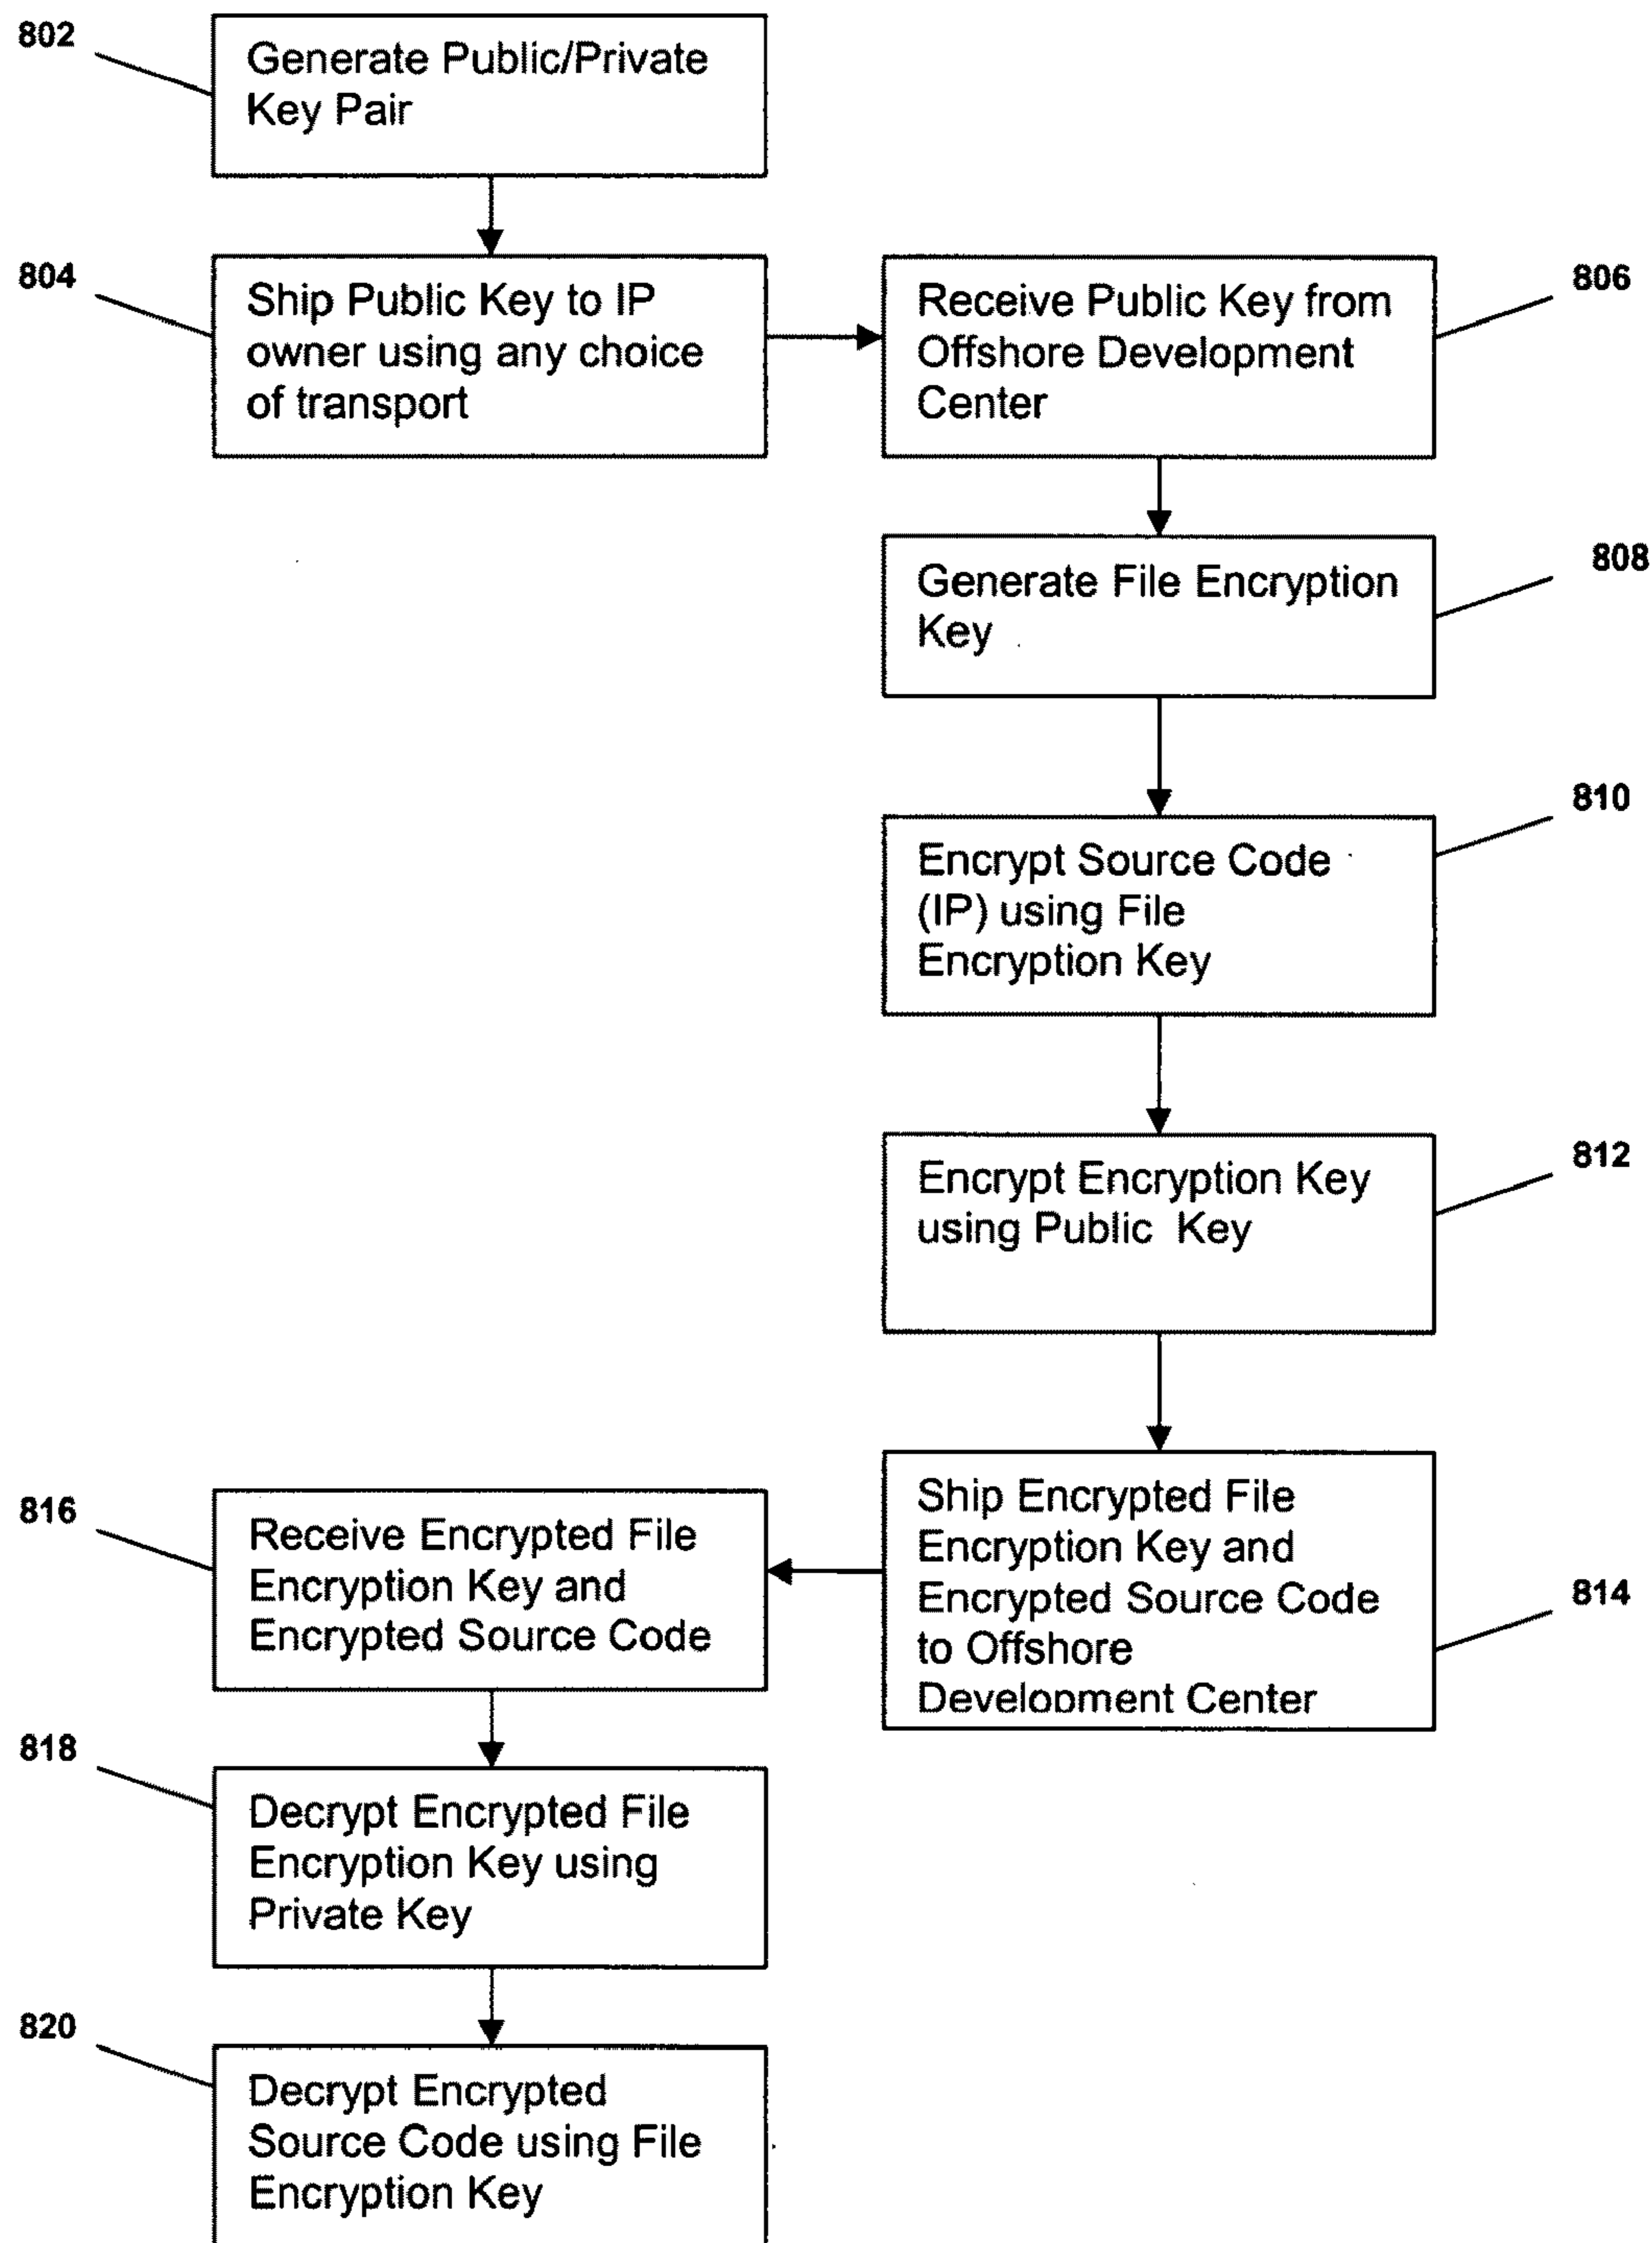 802
Generate Public/Private
Key Pair
804
Ship Public Key to IP
owner using any choice
of transport
806
Receive Public Key from
Offshore Development
Center
808
Generate File Encryption
Key
810
Encrypt Source Code
(IP) using File
Encryption Key
812
Encrypt Encryption Key
using Public Key
814
Ship Encrypted File
Encryption Key and
Encrypted Source Code
to Offshore
Development Center
816
Receive Encrypted File
Encryption Key and
Encrypted Source Code
818
Decrypt Encrypted File
Encryption Key using
Private Key
820
Decrypt Encrypted
Source Code using File
Encryption Key